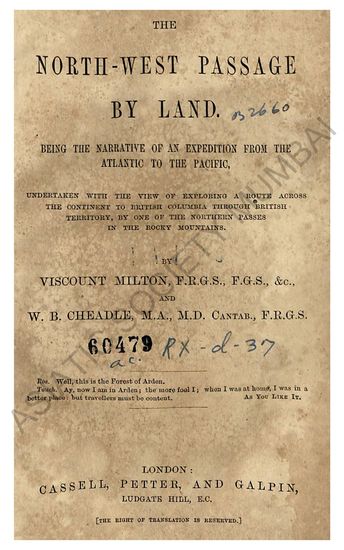 THE
NORTH-WEST PASSAGE
BY LAND.
B2660
BEING THE NARRATIVE OF AN EXPEDITION FROM THE
ATLANTIC TO THE PACIFIC,
UNDERTAKEN WITH THE VIEW OF EXPLORING A ROUTE ACROSS
THE CONTINENT TO BRITISH COLUMBIA THROUGH BRITISH
TERRITORY, BY ONE OF THE NORTHERN PASSES
IN THE ROCKY MOUNTAINS.
BY
VISCOUNT MILTON, F.R.G.S., F.G.S., &c.,
AND
W. B. CHEADLE, M.A., M.D. CANTAB., F.R.G.S.
60479 RX-d-37
ac.
Ros. Well, this is the Forest of Arden.
Touch. Ay, now I am in Arden; the more fool I; when I was at home, I was in a
better place: but travellers must be content. AS YOU LIKE IT.
LONDON:
CASSELL, PETTER, AND GALPIN,
LUDGATE HILL, E.C.
[THE RIGHT OF TRANSLATION IS RESERVED.]
ASIATIC SOCIETY MUMBAI